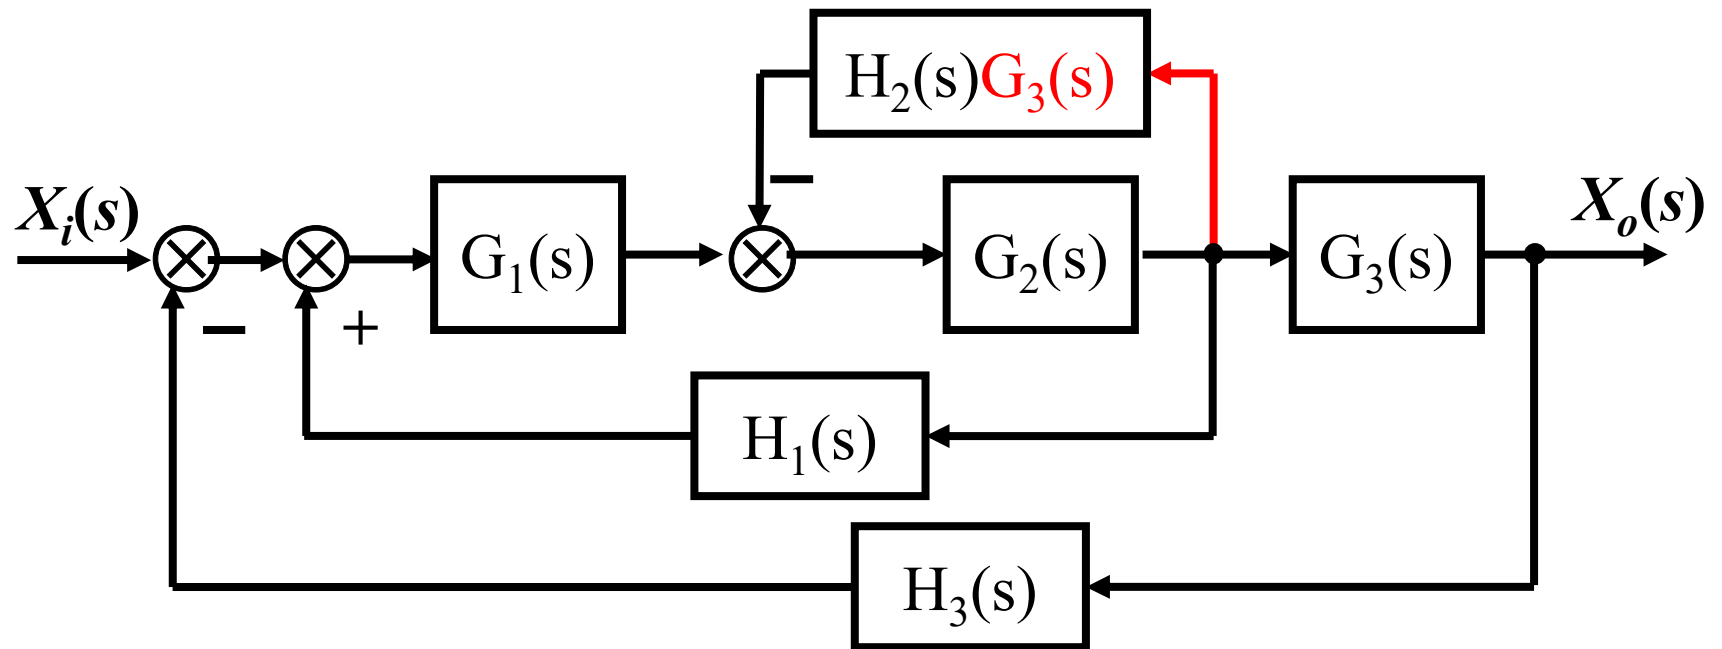 H₂(s)G₃(s)
−
Xᵢ(s)
G₁(s)
G₂(s)
G₃(s)
Xₒ(s)
−
+
H₁(s)
H₃(s)